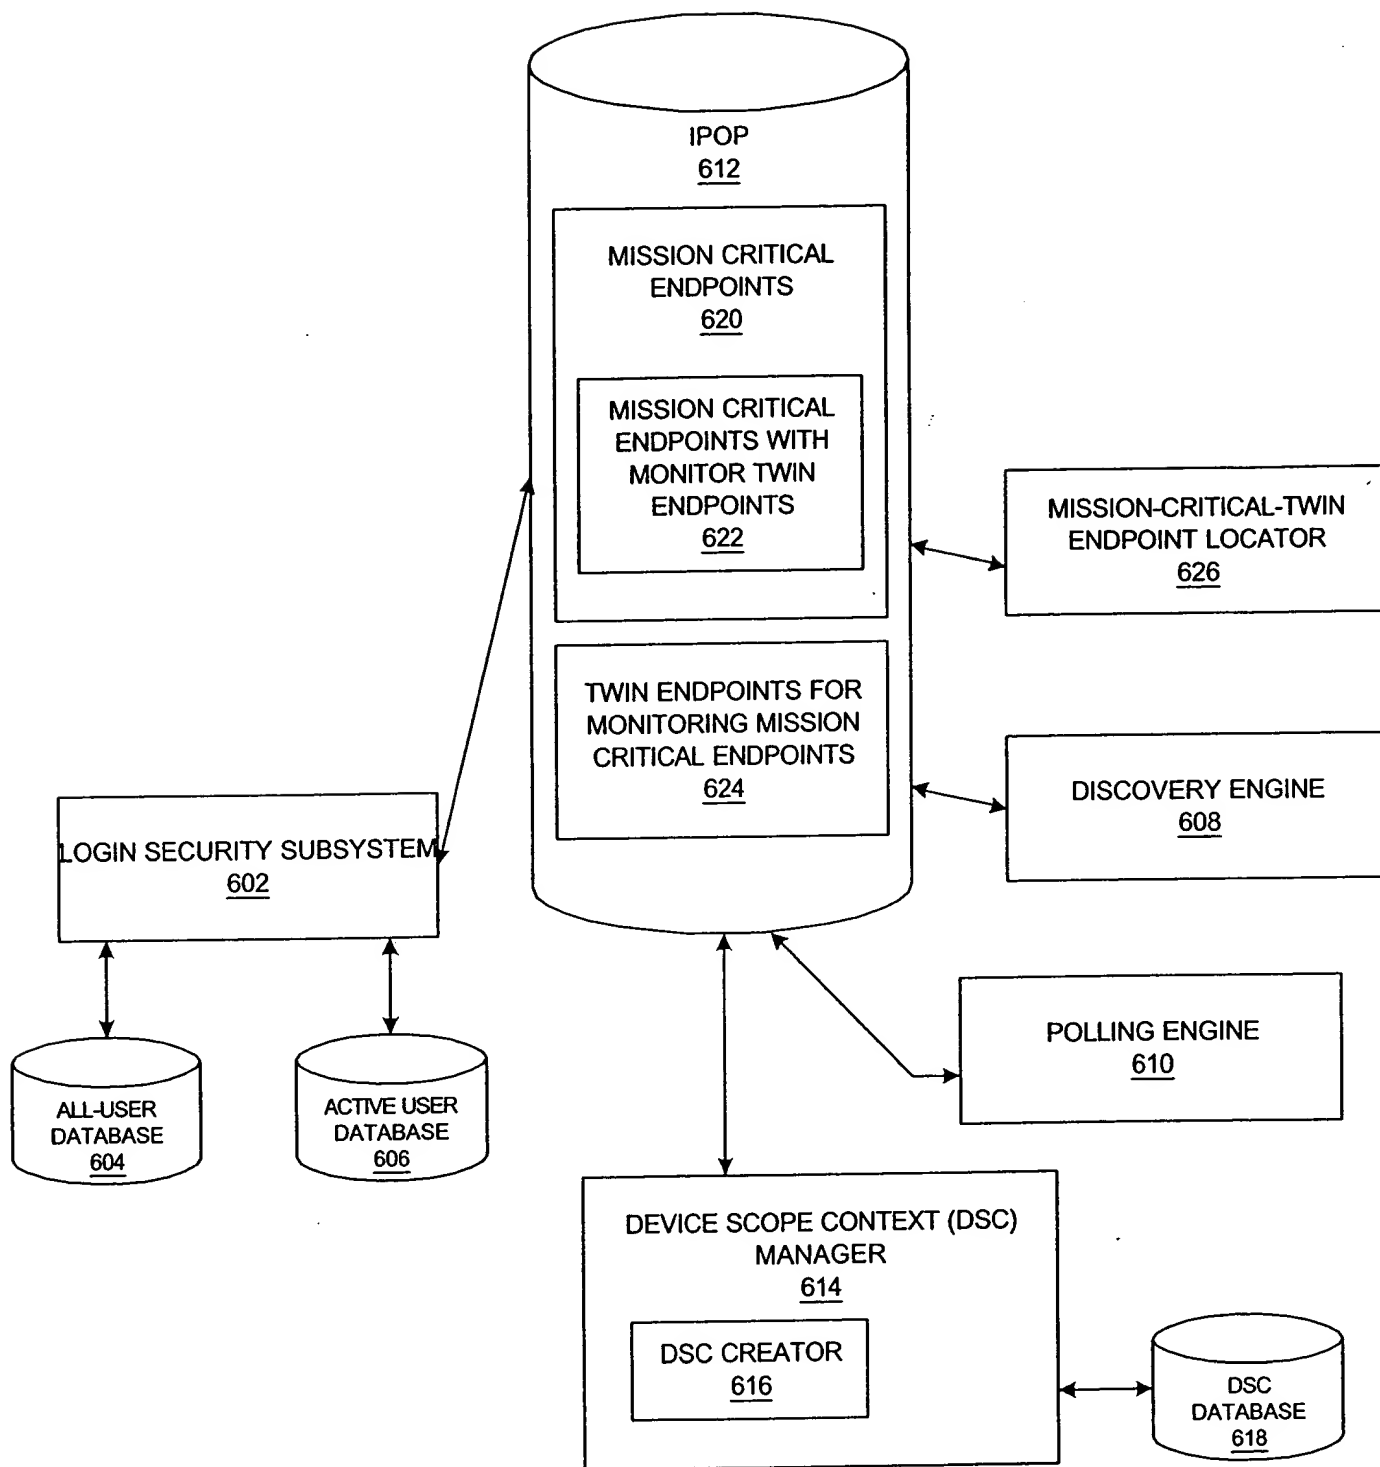 IPOP
612
MISSION CRITICAL
ENDPOINTS
620
MISSION CRITICAL
ENDPOINTS WITH
MONITOR TWIN
ENDPOINTS
622
TWIN ENDPOINTS FOR
MONITORING MISSION
CRITICAL ENDPOINTS
624
MISSION-CRITICAL-TWIN
ENDPOINT LOCATOR
626
DISCOVERY ENGINE
608
LOGIN SECURITY SUBSYSTEM
602
ALL-USER
DATABASE
604
ACTIVE USER
DATABASE
606
POLLING ENGINE
610
DEVICE SCOPE CONTEXT (DSC)
MANAGER
614
DSC CREATOR
616
DSC
DATABASE
618